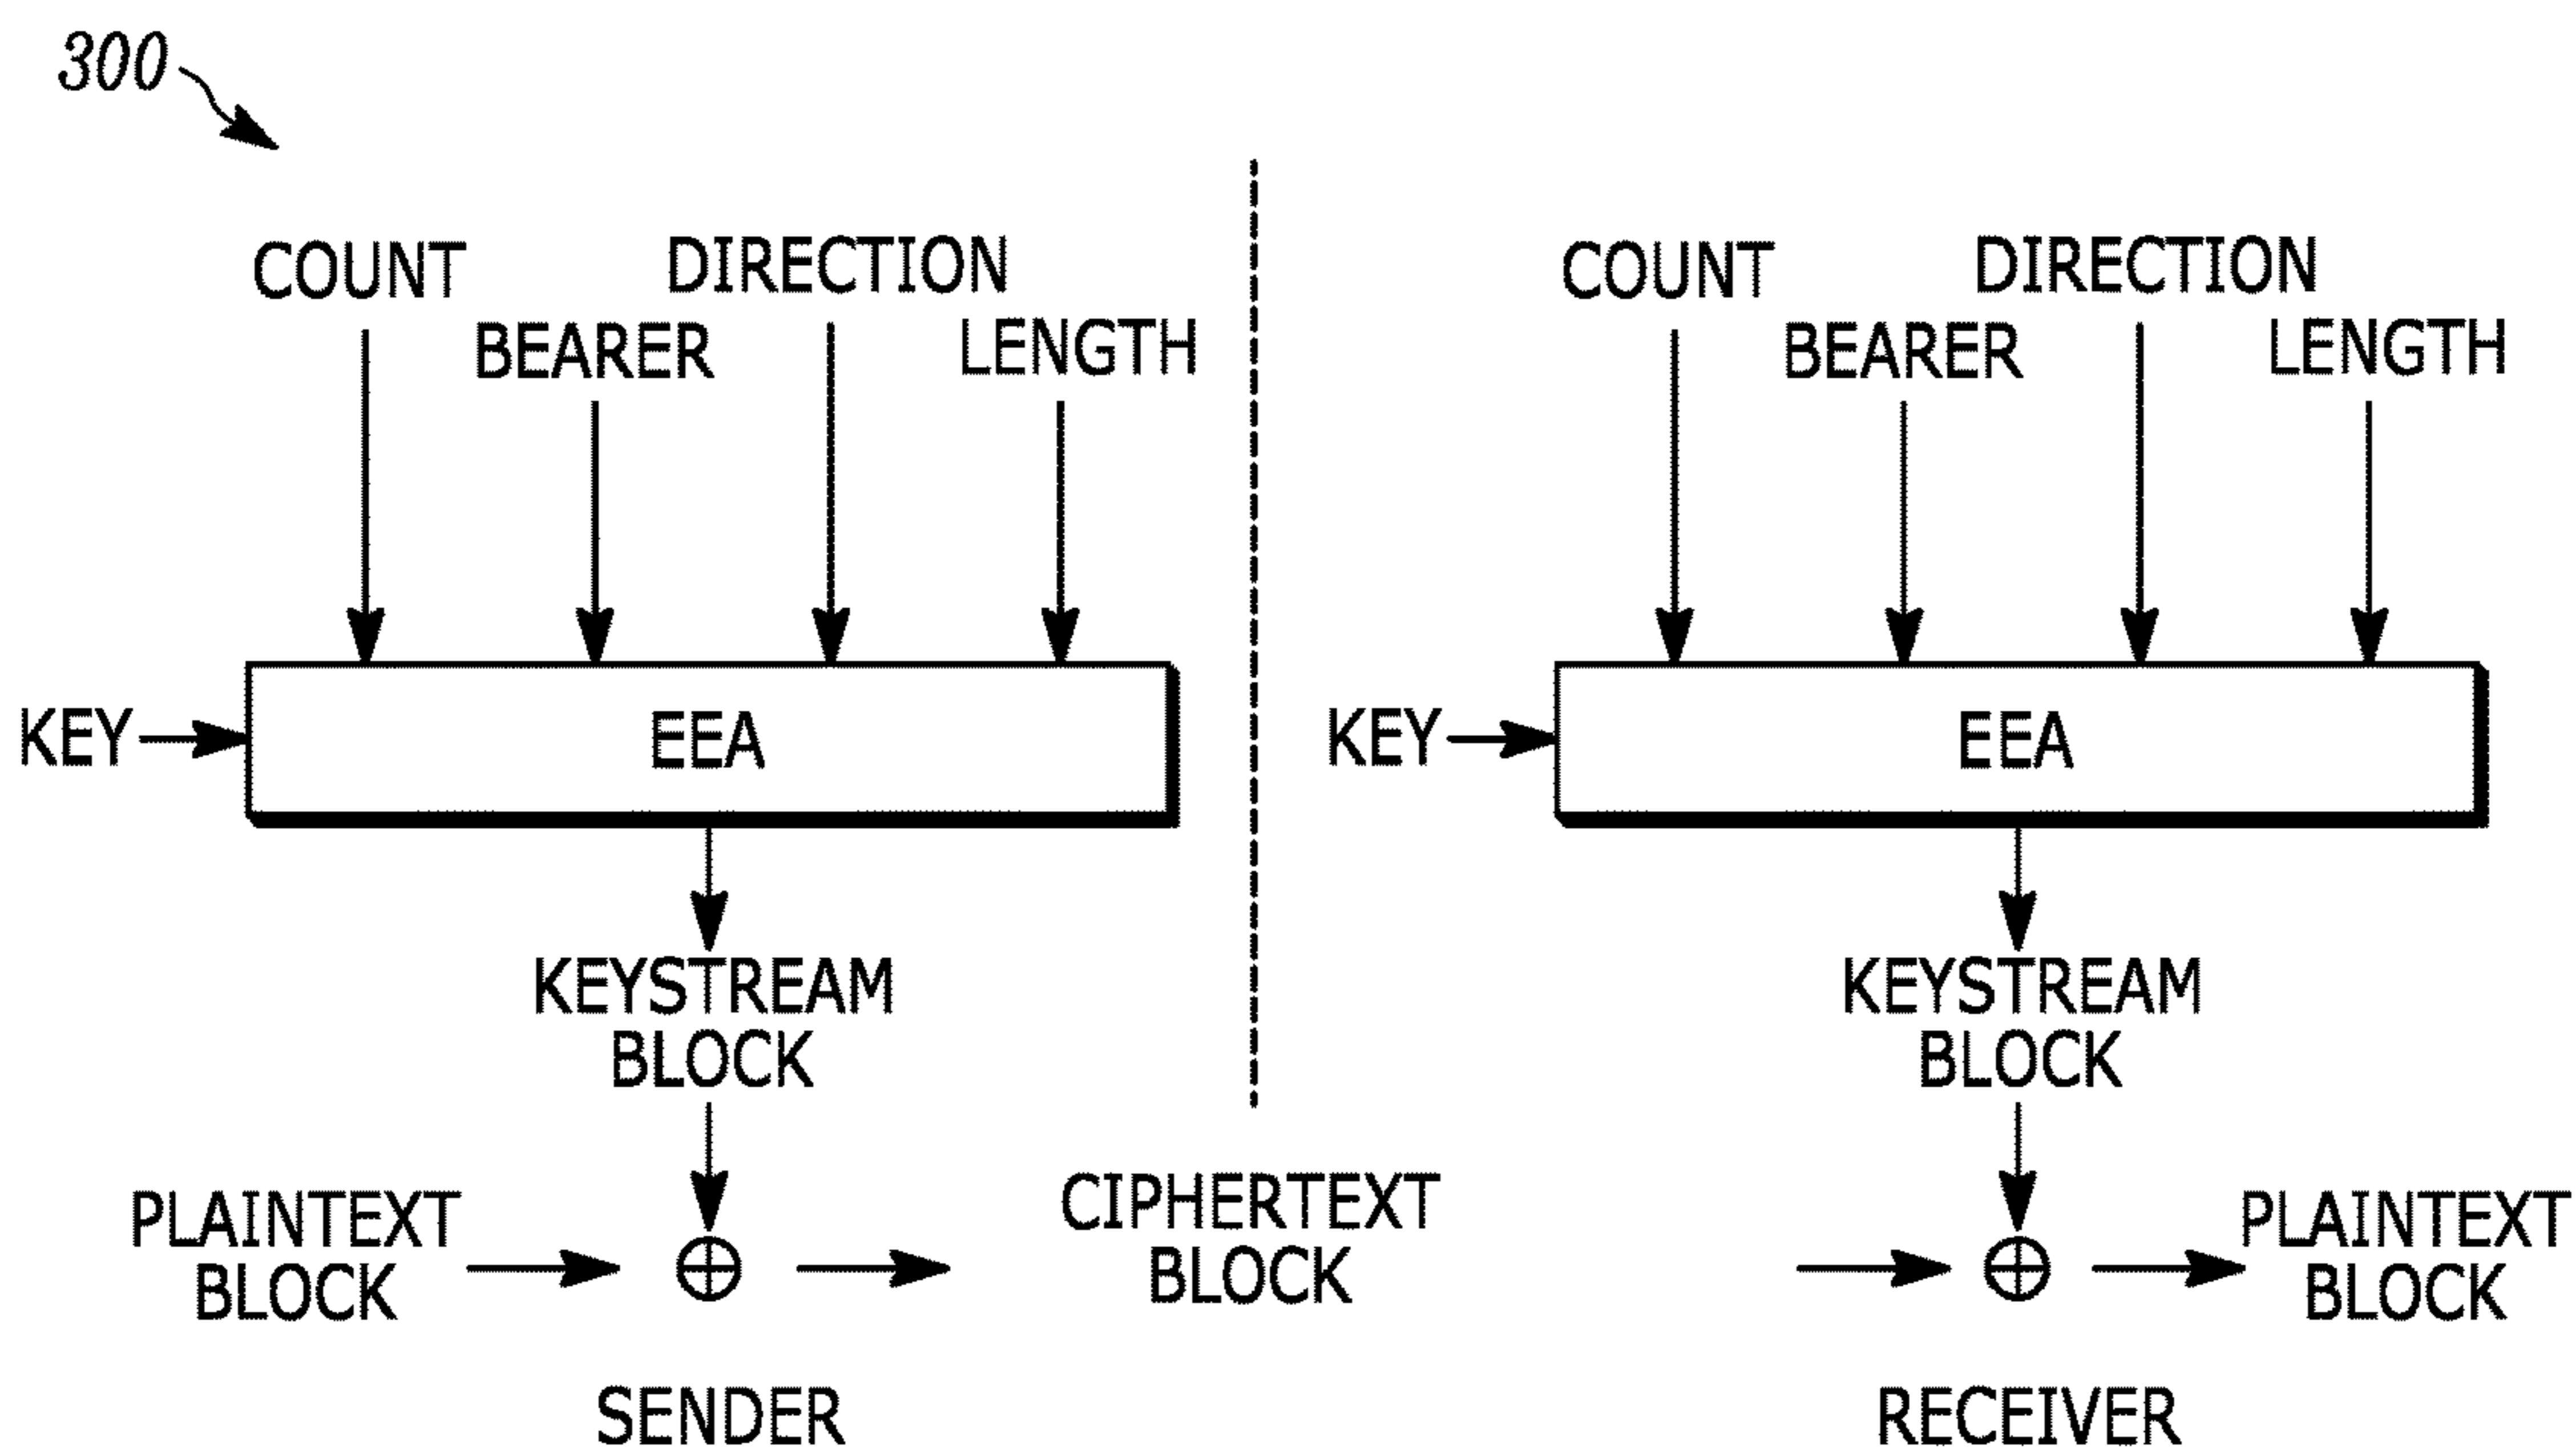 300
COUNT
DIRECTION
BEARER
LENGTH
KEY
EEA
KEYSTREAM
BLOCK
PLAINTEXT
BLOCK
CIPHERTEXT
BLOCK
SENDER
COUNT
DIRECTION
BEARER
LENGTH
KEY
EEA
KEYSTREAM
BLOCK
PLAINTEXT
BLOCK
RECEIVER